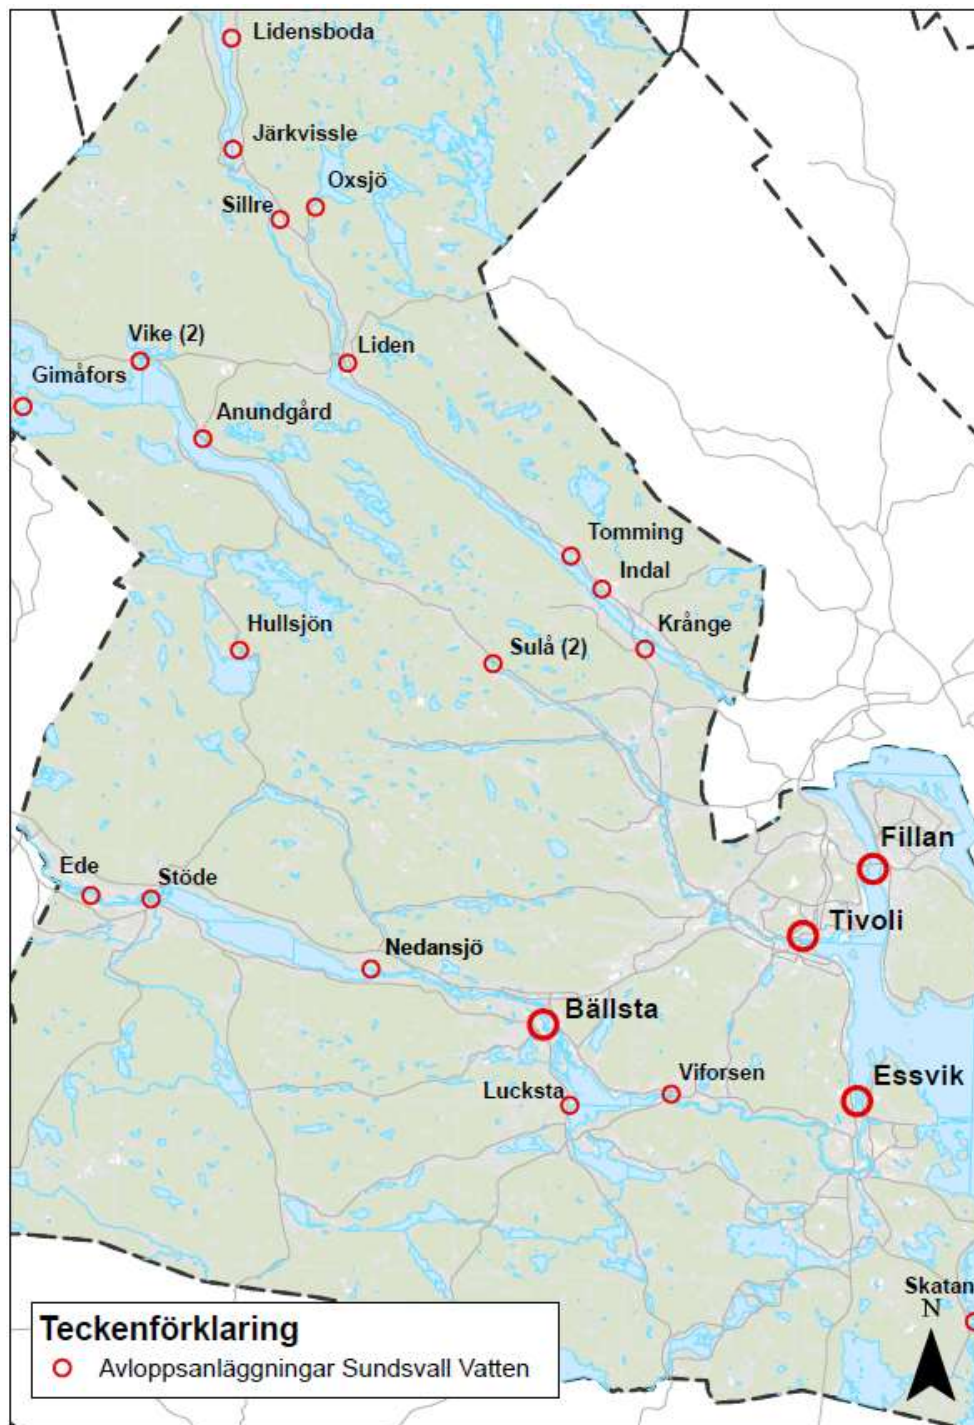 Lidensboda
Järkvissle
Oxsjö
Sillre
Vike (2)
Liden
Gimåfors
Anundgård
Tomming
Indal
Hullsjön
Krånge
Sulå (2)
Fillan
Ede
Stöde
Tivoli
Nedansjö
Bällsta
Viforsen
Essvik
Lucksta
Skatan
N
Teckenförklaring
Avloppsanläggningar Sundsvall Vatten